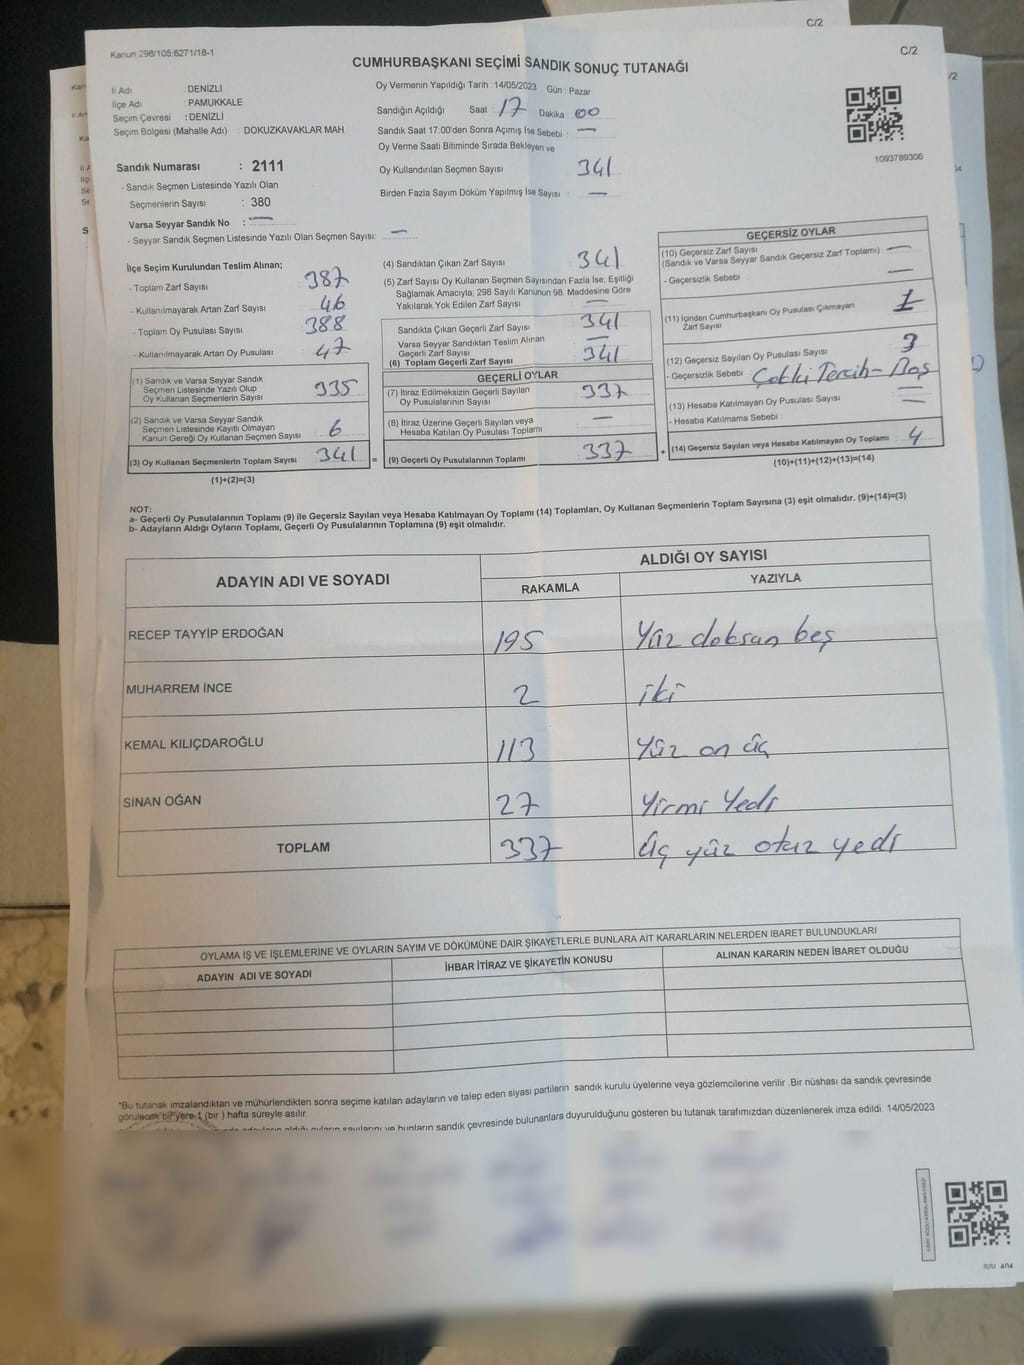 C/2
Kanun 298/105;6271/18-1
C/2
CUMHURBAŞKANI SEÇİMİ SANDIK SONUÇ TUTANAĞI
İl Adı : DENİZLİ
İlçe Adı : PAMUKKALE
Seçim Çevresi : DENİZLİ
Seçim Bölgesi (Mahalle Adı) : DOKUZKAVAKLAR MAH.
Oy Vermenin Yapıldığı Tarih : 14/05/2023 Gün : Pazar
Sandığın Açıldığı Saat : 17 Dakika : 00
Sandık Saat 17:00'den Sonra Açmış İse Sebebi : —
Oy Verme Saati Bitiminde Sırada Bekleyen ve
Oy Kullandırılan Seçmen Sayısı 341
Birden Fazla Sayım Döküm Yapılmış İse Sayısı : —
1093789306
Sandık Numarası : 2111
- Sandık Seçmen Listesinde Yazılı Olan
Seçmenlerin Sayısı : 380
Varsa Seyyar Sandık No : —
- Seyyar Sandık Seçmen Listesinde Yazılı Olan Seçmen Sayısı: —
İlçe Seçim Kurulundan Teslim Alınan;
- Toplam Zarf Sayısı : 387
- Kullanılmayarak Artan Zarf Sayısı : 46
- Toplam Oy Pusulası Sayısı : 388
- Kullanılmayarak Artan Oy Pusulası : 47
(1) Sandık ve Varsa Seyyar Sandık
Seçmen Listesinde Yazılı Olup
Oy Kullanan Seçmenlerin Sayısı : 335
(2) Sandık ve Varsa Seyyar Sandık
Seçmen Listesinde Kayıtlı Olmayan
Kanun Gereği Oy Kullanan Seçmen Sayısı : 6
(3) Oy Kullanan Seçmenlerin Toplam Sayısı : 341
(1)+(2)=(3)
(4) Sandıktan Çıkan Zarf Sayısı : 341
(5) Zarf Sayısı Oy Kullanan Seçmen Sayısından Fazla İse, Eşitliği
Sağlamak Amacıyla; 298 Sayılı Kanunun 98. Maddesine Göre
Yakılarak Yok Edilen Zarf Sayısı : —
Sandıkta Çıkan Geçerli Zarf Sayısı : 341
Varsa Seyyar Sandıktan Teslim Alınan
Geçerli Zarf Sayısı : —
(6) Toplam Geçerli Zarf Sayısı : 341
GEÇERLİ OYLAR
(7) İtiraz Edilmeksizin Geçerli Sayılan
Oy Pusulalarının Sayısı : 337
(8) İtiraz Üzerine Geçerli Sayılan veya
Hesaba Katılan Oy Pusulası Toplamı : —
= (9) Geçerli Oy Pusulalarının Toplamı : 337
GEÇERSİZ OYLAR
(10) Geçersiz Zarf Sayısı
(Sandık ve Varsa Seyyar Sandık Geçersiz Zarf Toplamı) : —
- Geçersizlik Sebebi : —
(11) İçinden Cumhurbaşkanı Oy Pusulası Çıkmayan
Zarf Sayısı : 1
(12) Geçersiz Sayılan Oy Pusulası Sayısı : 3
- Geçersizlik Sebebi : Çoklu Tercih - Boş
(13) Hesaba Katılmayan Oy Pusulası Sayısı : —
- Hesaba Katılmama Sebebi : —
+ (14) Geçersiz Sayılan veya Hesaba Katılmayan Oy Toplamı : 4
(10)+(11)+(12)+(13)=(14)
NOT:
a- Geçerli Oy Pusulalarının Toplamı (9) ile Geçersiz Sayılan veya Hesaba Katılmayan Oy Toplamı (14) Toplamları, Oy Kullanan Seçmenlerin Toplam Sayısına (3) eşit olmalıdır. (9)+(14)=(3)
b- Adayların Aldığı Oyların Toplamı, Geçerli Oy Pusulalarının Toplamına (9) eşit olmalıdır.
ADAYIN ADI VE SOYADI ALDIĞI OY SAYISI
RAKAMLA YAZIYLA
RECEP TAYYİP ERDOĞAN 195 Yüz doksan beş
MUHARREM İNCE 2 iki
KEMAL KILIÇDAROĞLU 113 Yüz on üç
SİNAN OĞAN 27 Yirmi Yedi
TOPLAM 337 Üç yüz otuz yedi
OYLAMA İŞ VE İŞLEMLERİNE VE OYLARIN SAYIM VE DÖKÜMÜNE DAİR ŞİKAYETLERLE BUNLARA AİT KARARLARIN NELERDEN İBARET BULUNDUKLARI
ADAYIN ADI VE SOYADI İHBAR İTİRAZ VE ŞİKAYETİN KONUSU ALINAN KARARIN NEDEN İBARET OLDUĞU
*Bu tutanak imzalandıktan ve mühürlendikten sonra seçime katılan adayların ve talep eden siyasi partilerin sandık kurulu üyelerine veya gözlemcilerine verilir .Bir nüshası da sandık çevresinde
görülecek bir yere 1 (bir ) hafta süreyle asılır.
adayların aldığı oyların sayılarını ve bunların sandık çevresinde bulunanlara duyurulduğunu gösteren bu tutanak tarafımızdan düzenlenerek imza edildi. 14/05/2023